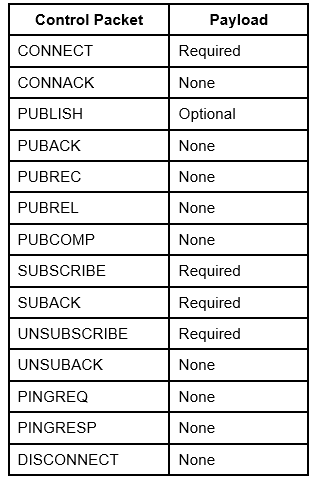 Control Packet Payload
CONNECT Required
CONNACK None
PUBLISH Optional
PUBACK None
PUBREC None
PUBREL None
PUBCOMP None
SUBSCRIBE Required
SUBACK Required
UNSUBSCRIBE Required
UNSUBACK None
PINGREQ None
PINGRESP None
DISCONNECT None